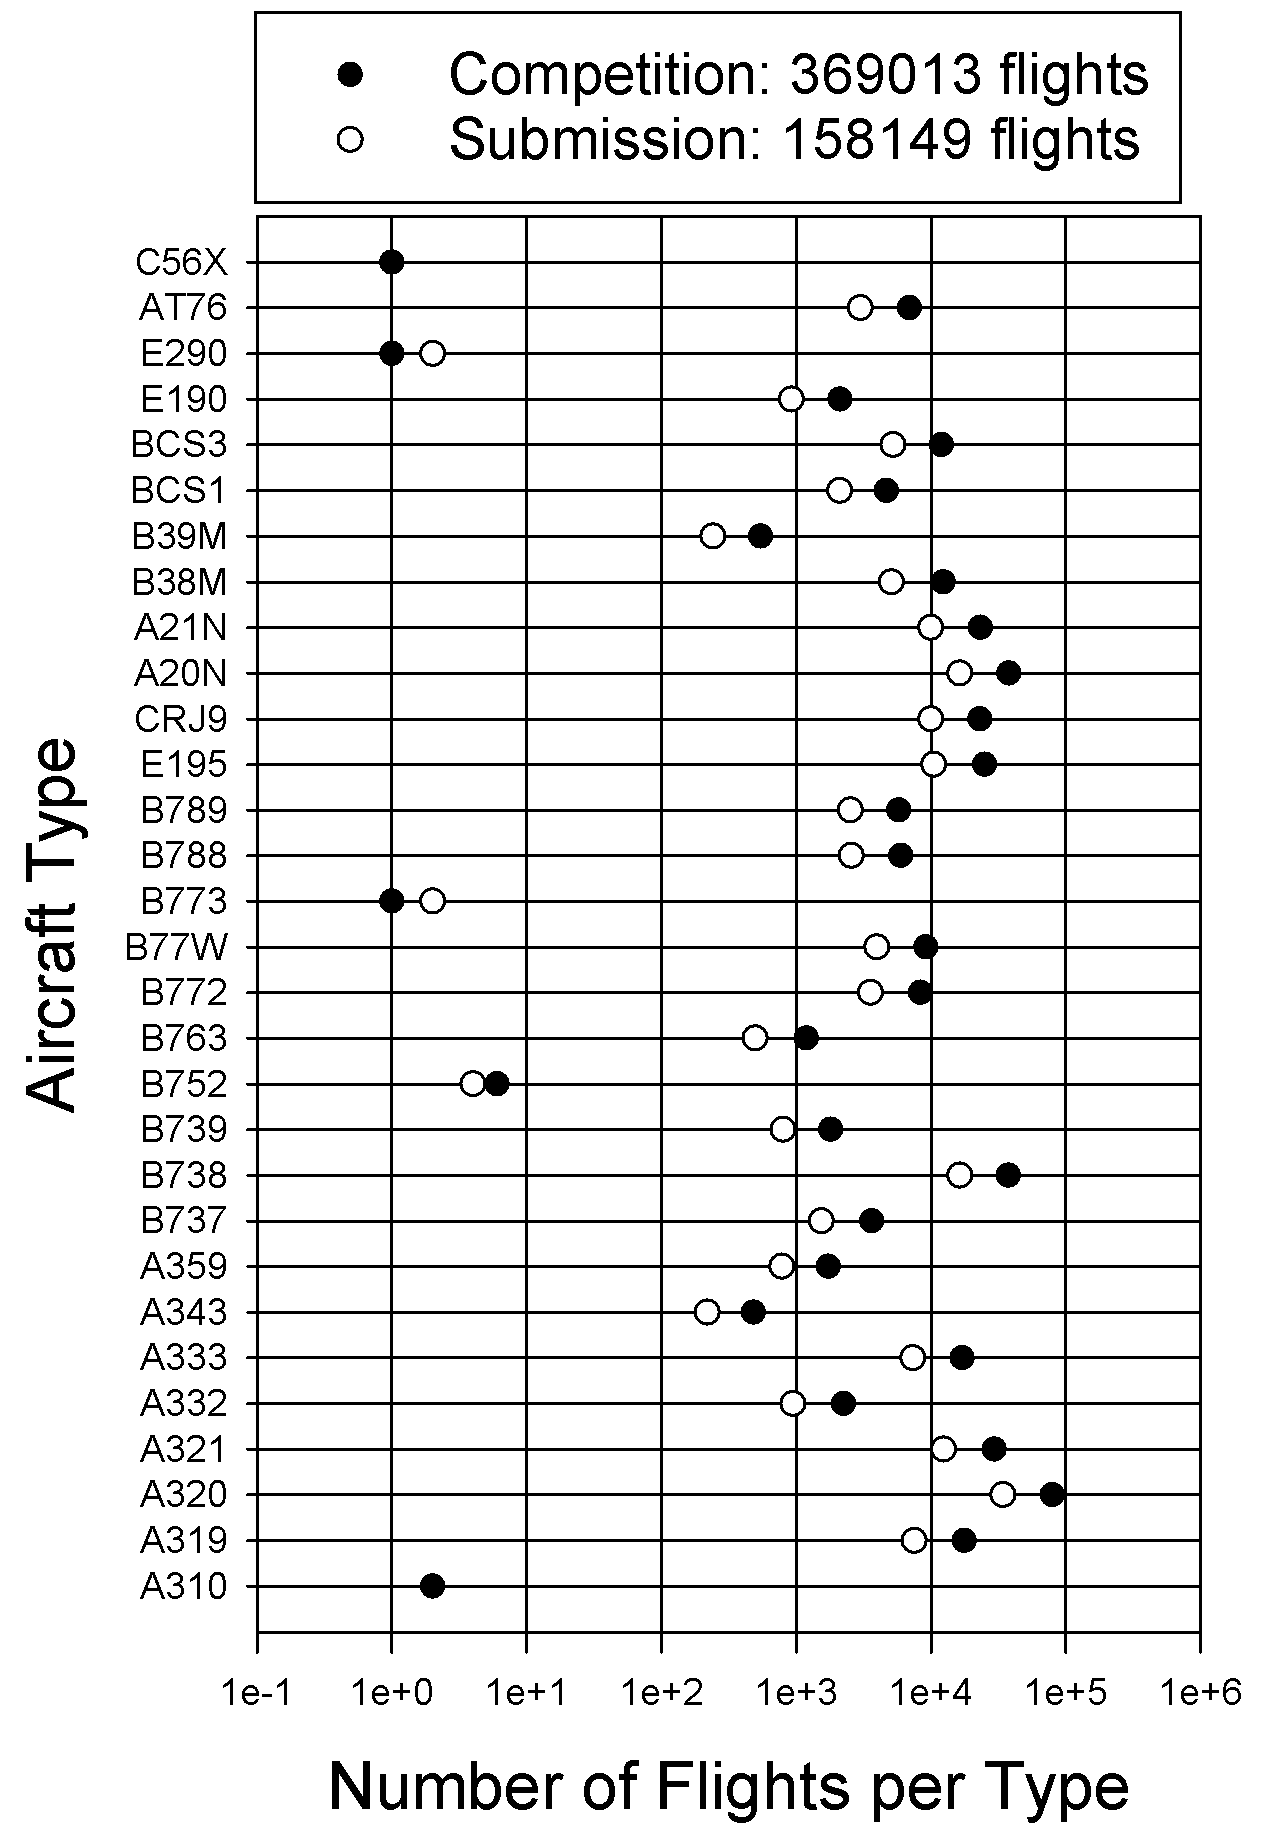 Competition: 369013 flights
Submission: 158149 flights
C56X
AT76
E290
E190
BCS3
BCS1
B39M
B38M
A21N
A20N
CRJ9
E195
B789
B788
B773
B77W
B772
B763
B752
B739
B738
B737
A359
A343
A333
A332
A321
A320
A319
A310
Aircraft Type
1e-1 1e+0 1e+1 1e+2 1e+3 1e+4 1e+5 1e+6
Number of Flights per Type